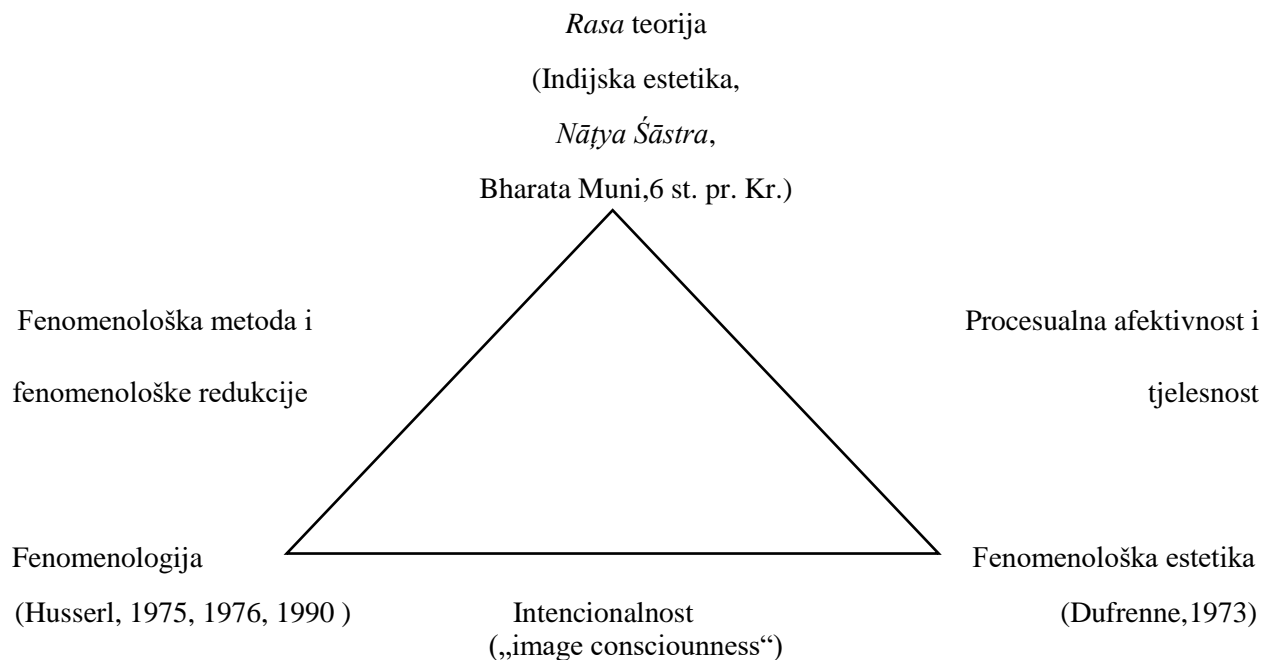 Rasa teorija
(Indijska estetika,
Nāṭya Śāstra,
Bharata Muni,6 st. pr. Kr.)
Fenomenološka metoda i
fenomenološke redukcije
Procesualna afektivnost i
tjelesnost
Fenomenologija
(Husserl, 1975, 1976, 1990 )
Intencionalnost
(„image sciounness“)
Fenomenološka estetika
(Dufrenne,1973)